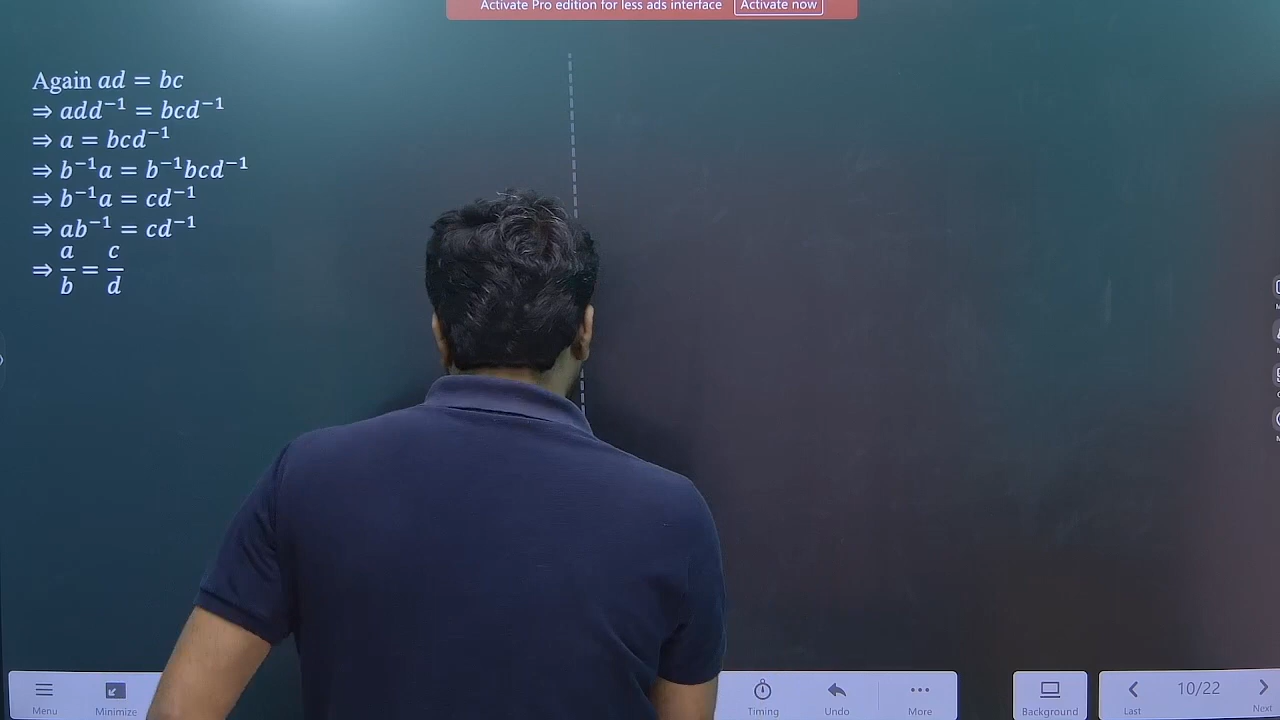 Activate Pro edition for less ads interface Activate now
Again ad = bc
⇒ add⁻¹ = bcd⁻¹
⇒ a = bcd⁻¹
⇒ b⁻¹a = b⁻¹bcd⁻¹
⇒ b⁻¹a = cd⁻¹
⇒ ab⁻¹ = cd⁻¹
⇒ a/b = c/d
Menu Minimize Timing Undo More Background Last 10/22 Next